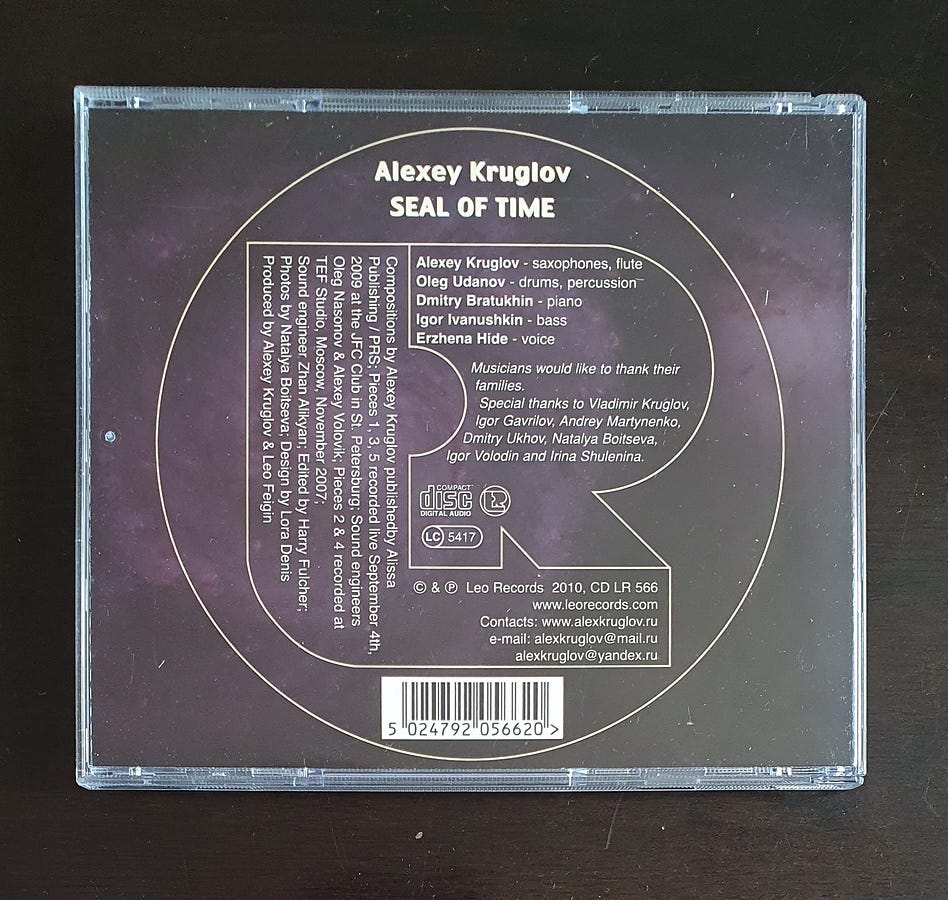 Alexey Kruglov
SEAL OF TIME
Alexey Kruglov - saxophones, flute
Oleg Udanov - drums, percussion
Dmitry Bratukhin - piano
Igor Ivanushkin - bass
Erzhena Hide - voice
Musicians would like to thank their
families.
Special thanks to Vladimir Kruglov,
Igor Gavrilov, Andrey Martynenko,
Dmitry Ukhov, Natalya Boitseva,
Igor Volodin and Irina Shulenina.
Compositions by Alexey Kruglov publishedby Alissa
Publishing / PRS; Pieces 1, 3, 5 recorded live September 4th,
2009 at the JFC Club in St. Petersburg; Sound engineers
Oleg Nasonov & Alexey Volovik; Pieces 2 & 4 recorded at
TEF Studio, Moscow, November 2007;
Sound engineer Zhan Alikyan; Edited by Harry Fulcher;
Photos by Natalya Boitseva; Design by Lora Denis
Produced by Alexey Kruglov & Leo Feigin
COMPACT
disc
DIGITAL AUDIO
LC 5417
© & ℗ Leo Records 2010, CD LR 566
www.leorecords.com
Contacts: www.alexkruglov.ru
e-mail: alexkruglov@mail.ru
alexkruglov@yandex.ru
5 024792 056620 >